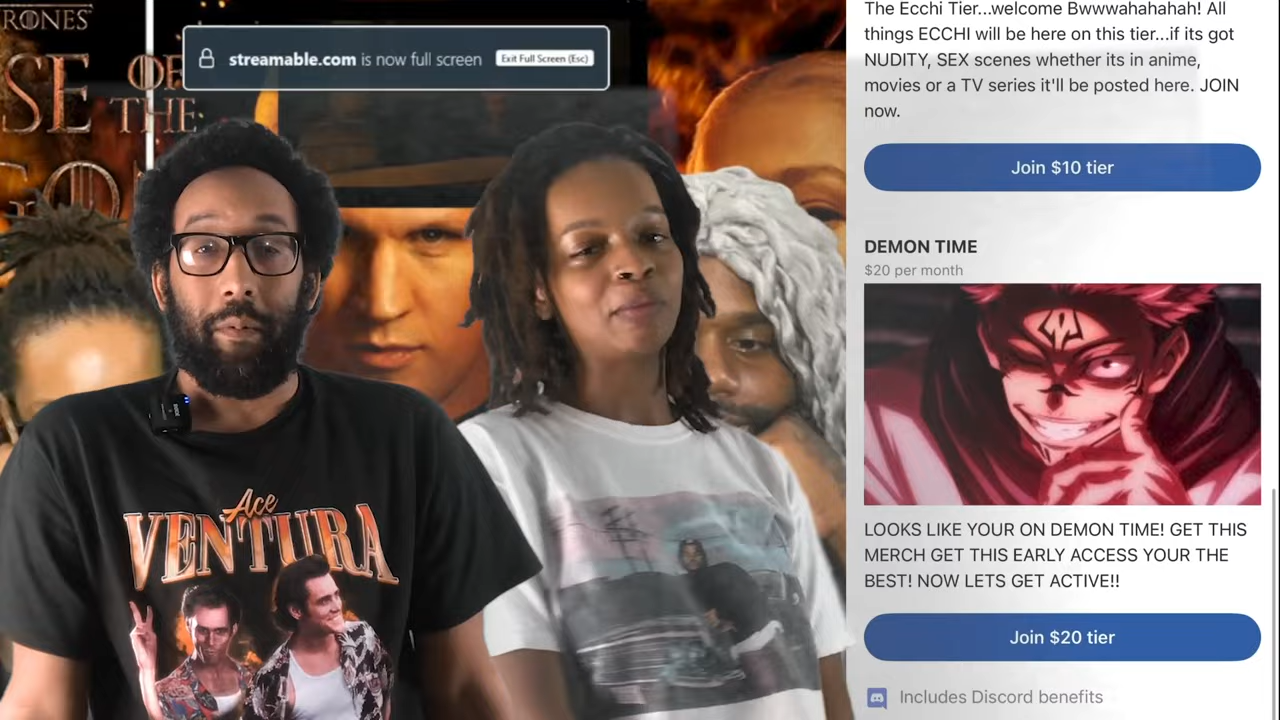 RONES
SE OF
THE
streamable.com is now full screen
Exit Full Screen (Esc)
Ace
VENTURA
The Ecchi Tier...welcome Bwwwahahahah! All
things ECCHI will be here on this tier...if its got
NUDITY, SEX scenes whether its in anime,
movies or a TV series it'll be posted here. JOIN
now.
Join $10 tier
DEMON TIME
$20 per month
LOOKS LIKE YOUR ON DEMON TIME! GET THIS
MERCH GET THIS EARLY ACCESS YOUR THE
BEST! NOW LETS GET ACTIVE!!
Join $20 tier
Includes Discord benefits